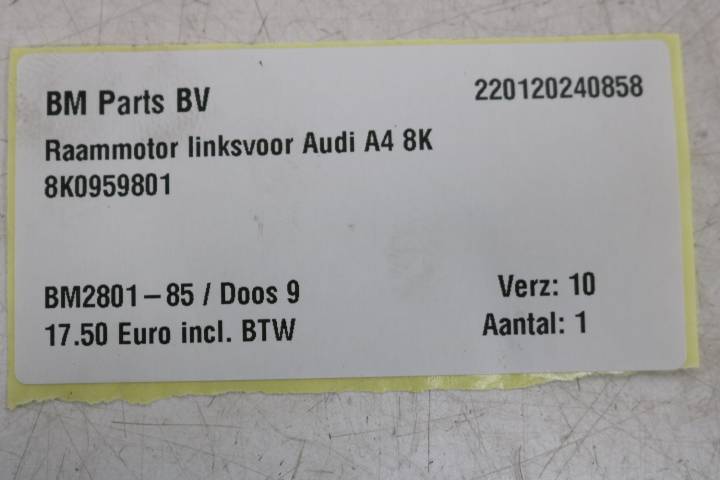 BM Parts BV 220120240858
Raammotor linksvoor Audi A4 8K
8K0959801
BM2801-85 / Doos 9 Verz: 10
17.50 Euro incl. BTW Aantal: 1